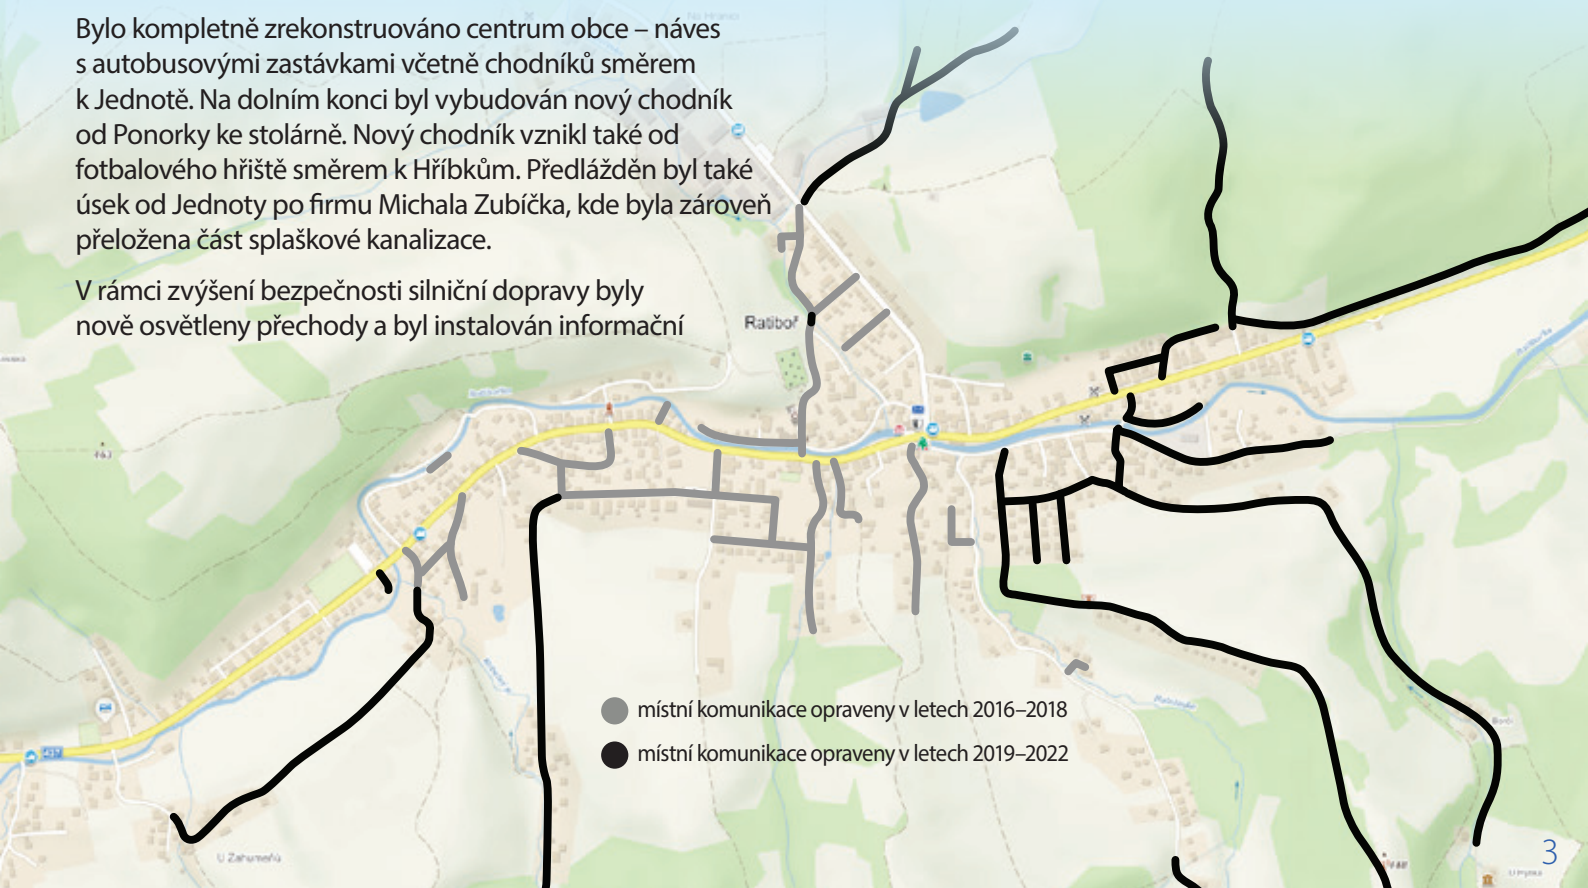 Bylo kompletně zrekonstruováno centrum obce – náves
s autobusovými zastávkami včetně chodníků směrem
k Jednotě. Na dolním konci byl vybudován nový chodník
od Ponorky ke stolárně. Nový chodník vznikl také od
fotbalového hřiště směrem k Hříbkům. Předlážděn byl také
úsek od Jednoty po firmu Michala Zubíčka, kde byla zároveň
přeložena část splaškové kanalizace.
V rámci zvýšení bezpečnosti silniční dopravy byly
nově osvětleny přechody a byl instalován informační
Ratiboř
místní komunikace opraveny v letech 2016–2018
místní komunikace opraveny v letech 2019–2022
U Zahumeňů
3